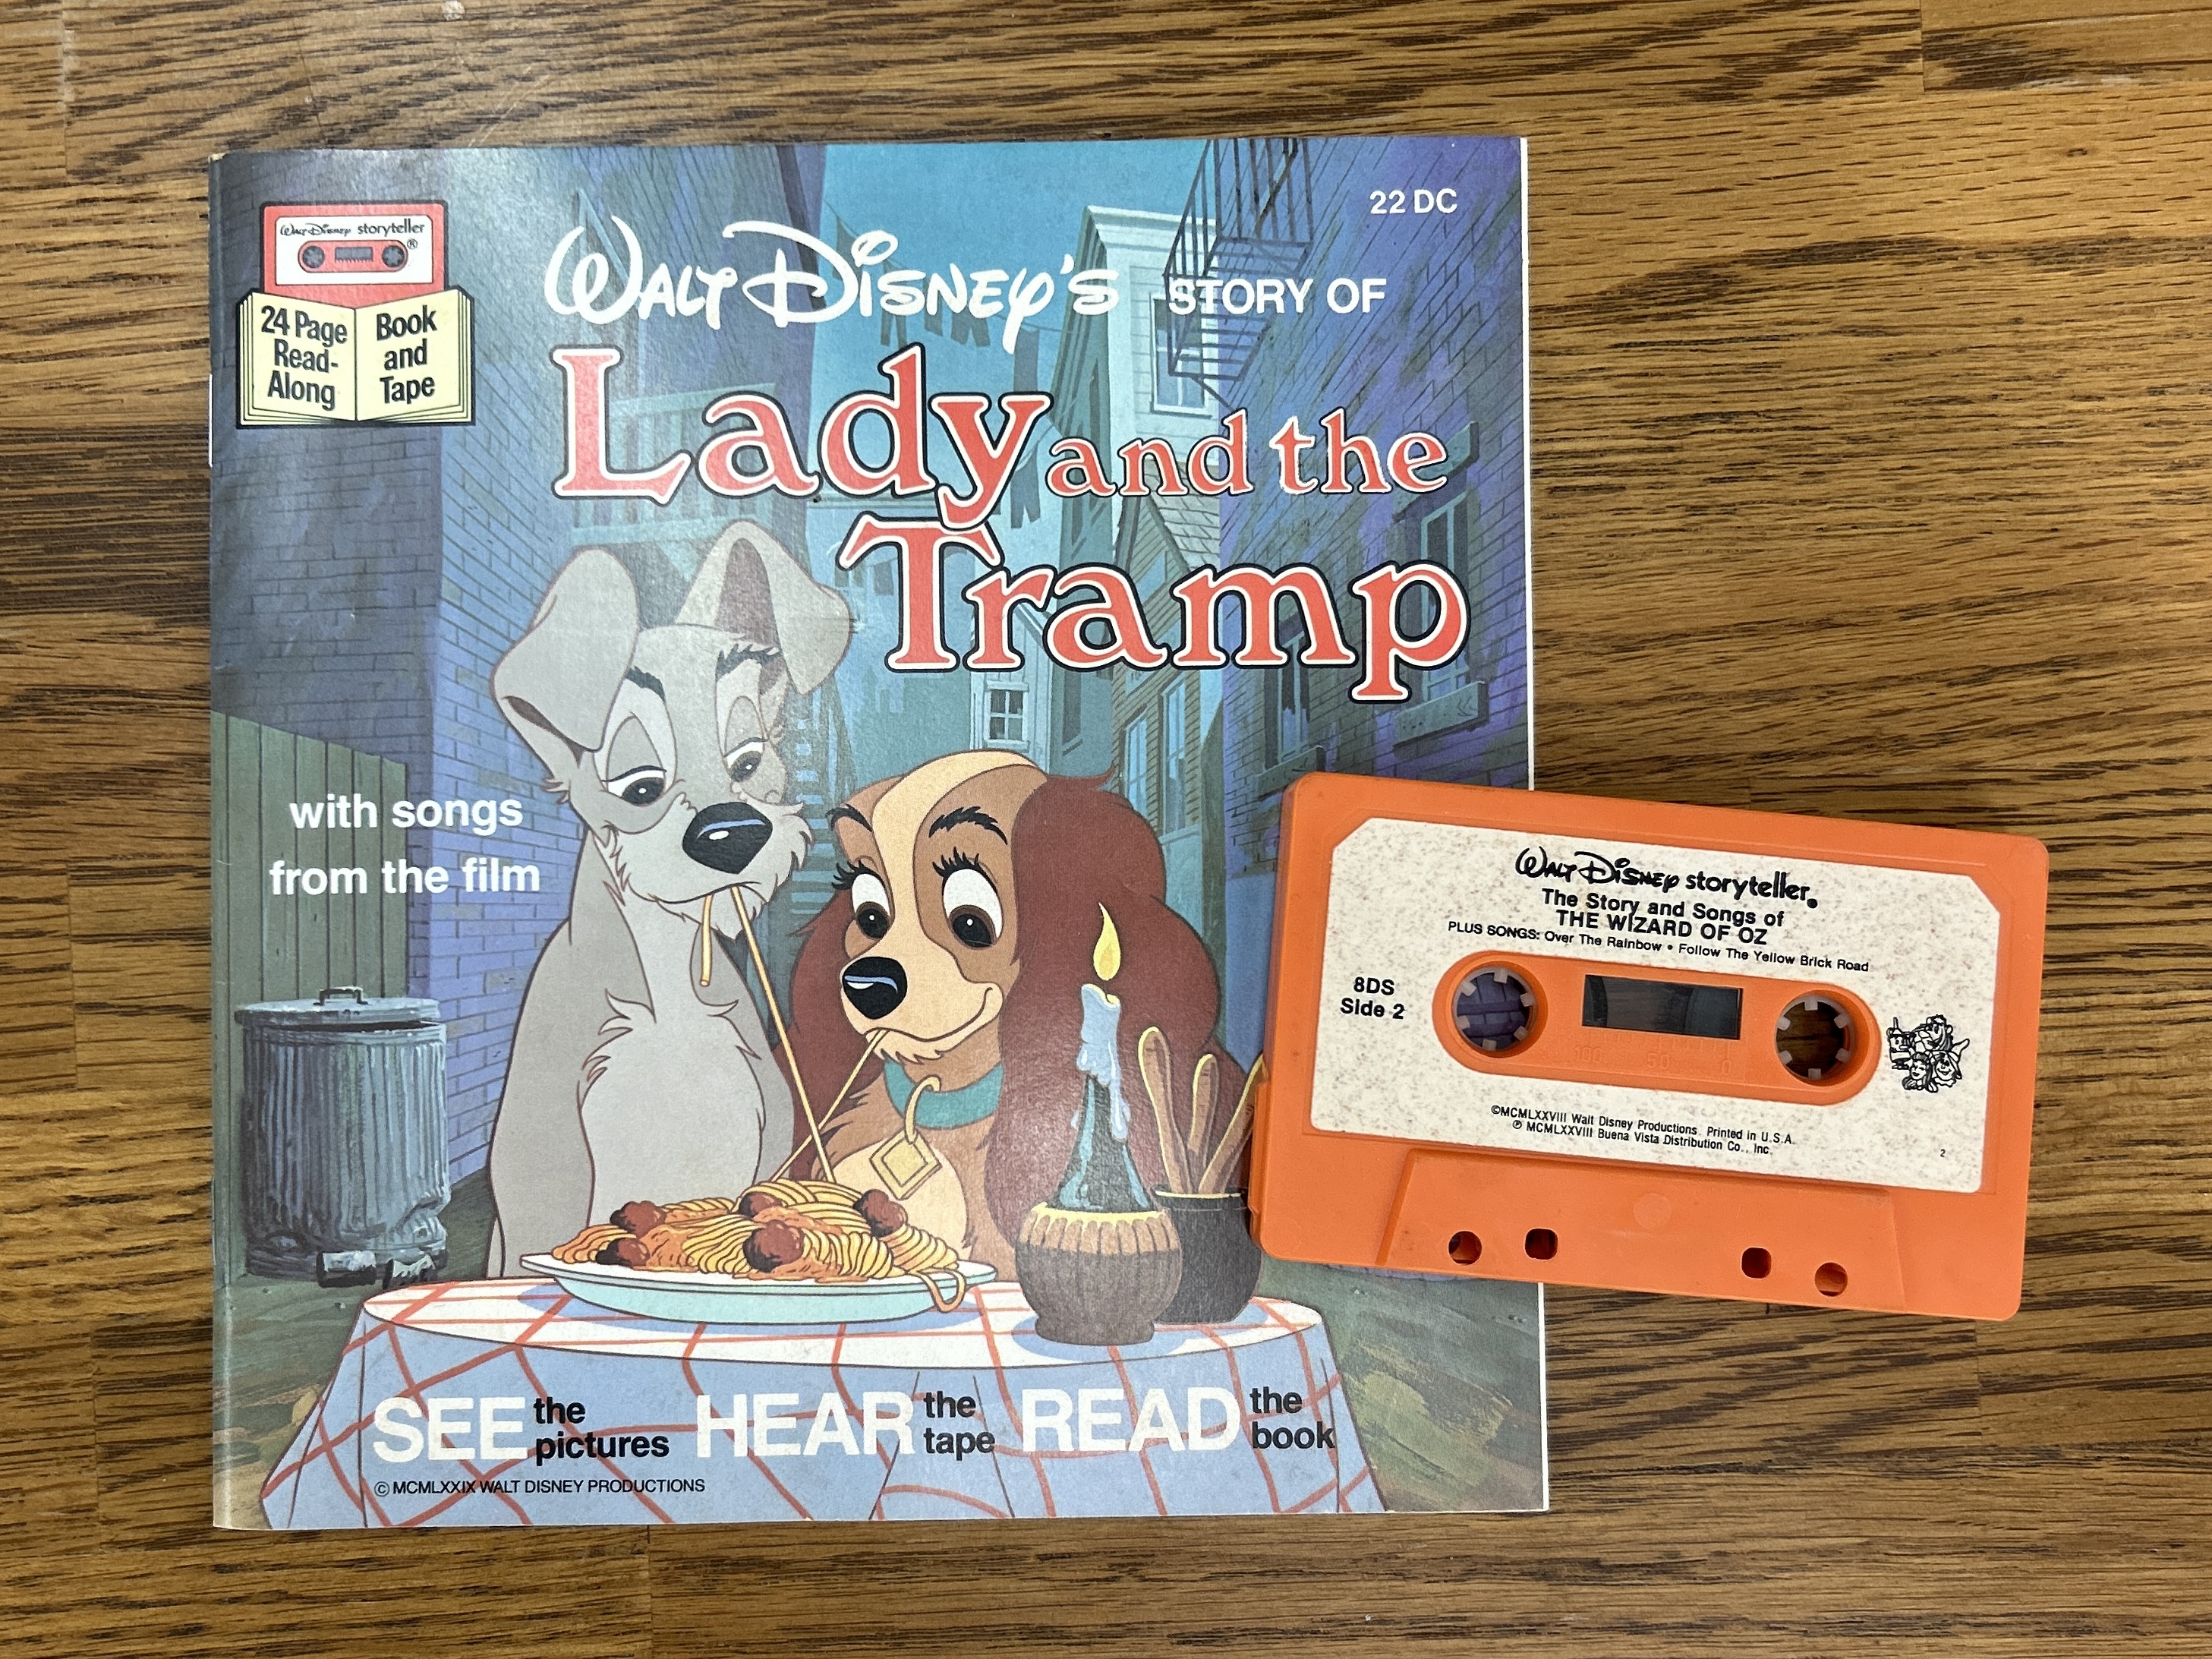 Walt Disney storyteller®
24 Page
Read-
Along
Book
and
Tape
22 DC
WALT DISNEY'S STORY OF
Lady and the
Tramp
with songs
from the film
SEE the pictures HEAR the tape READ the book
© MCMLXXIX WALT DISNEY PRODUCTIONS
WALT DISNEY storyteller®
The Story and Songs of
THE WIZARD OF OZ
PLUS SONGS: Over The Rainbow • Follow The Yellow Brick Road
8DS
Side 2
100 50 0
©MCMLXXVIII Walt Disney Productions. Printed in U.S.A.
℗ MCMLXXVIII Buena Vista Distribution Co., Inc.
2